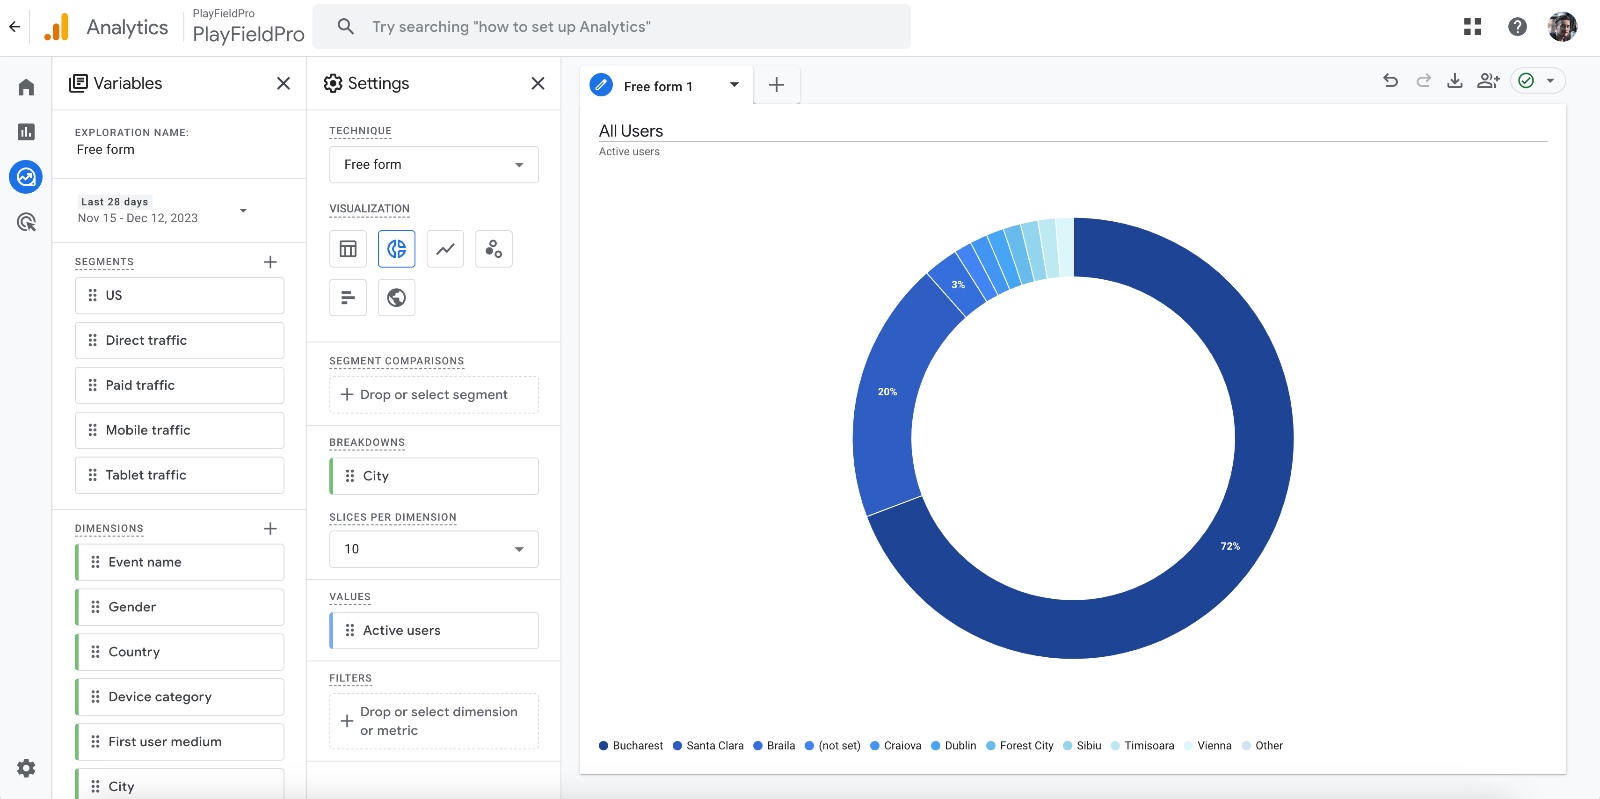 Analytics
PlayFieldPro
PlayFieldPro
Try searching "how to set up Analytics"
Variables
EXPLORATION NAME:
Free form
Last 28 days
Nov 15 - Dec 12, 2023
SEGMENTS
US
Direct traffic
Paid traffic
Mobile traffic
Tablet traffic
DIMENSIONS
Event name
Gender
Country
Device category
First user medium
City
Settings
TECHNIQUE
Free form
VISUALIZATION
SEGMENT COMPARISONS
Drop or select segment
BREAKDOWNS
City
SLICES PER DIMENSION
10
VALUES
Active users
FILTERS
Drop or select dimension
or metric
Free form 1
All Users
Active users
3%
20%
72%
Bucharest Santa Clara Braila (not set) Craiova Dublin Forest City Sibiu Timisoara Vienna Other